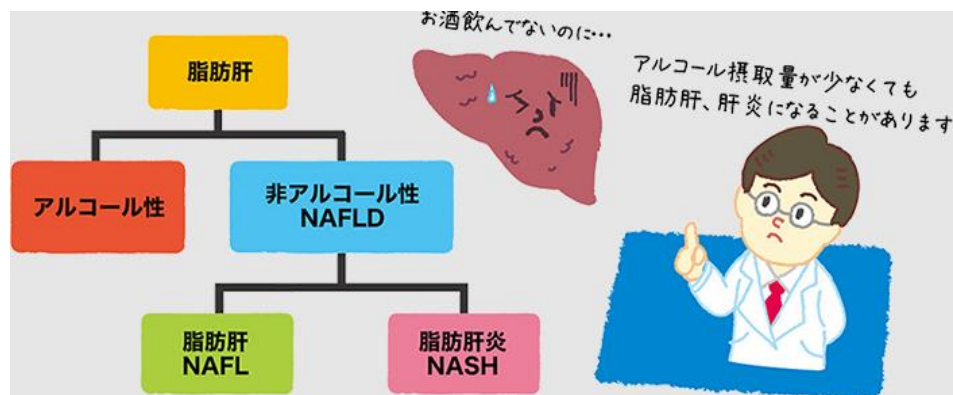 お酒飲んでないのに…
アルコール摂取量が少なくても
脂肪肝、肝炎になることがあります
脂肪肝
アルコール性
非アルコール性
NAFLD
脂肪肝
NAFL
脂肪肝炎
NASH